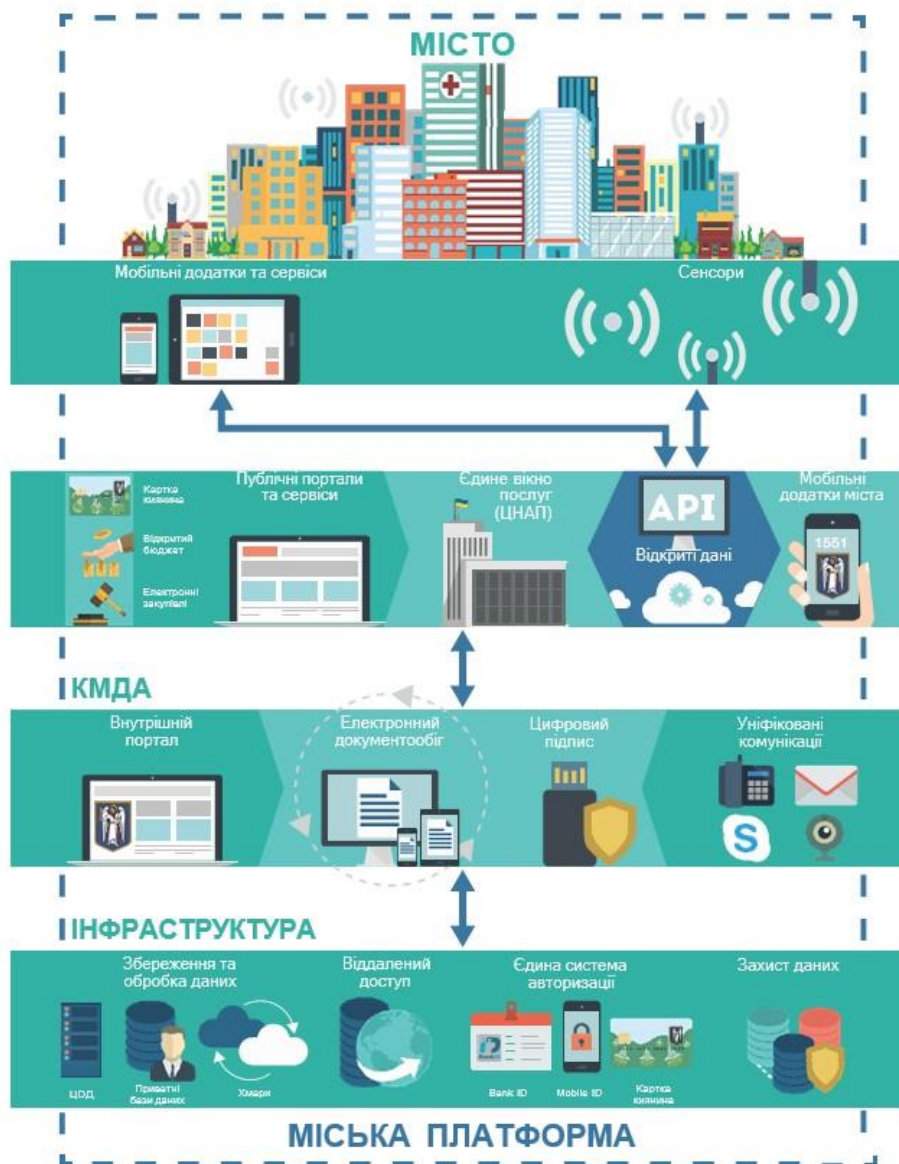 МІСТО
Мобільні додатки та сервіси
Сенсори
Картка
киянина
Відкритий
бюджет
Електронні
закупівлі
Публічні портали
та сервіси
Єдине вікно
послуг
(ЦНАП)
API
Відкриті дані
Мобільні
додатки міста
1551
КМДА
Внутрішній
портал
Електронний
документообіг
Цифровий
підпис
Уніфіковані
комунікації
S
ІНФРАСТРУКТУРА
Збереження та
обробка даних
ЦОД
Приватні
бази даних
Хмари
Віддалений
доступ
Єдина система
авторизації
Bank ID
Mobile ID
Картка
киянина
Захист даних
МІСЬКА ПЛАТФОРМА